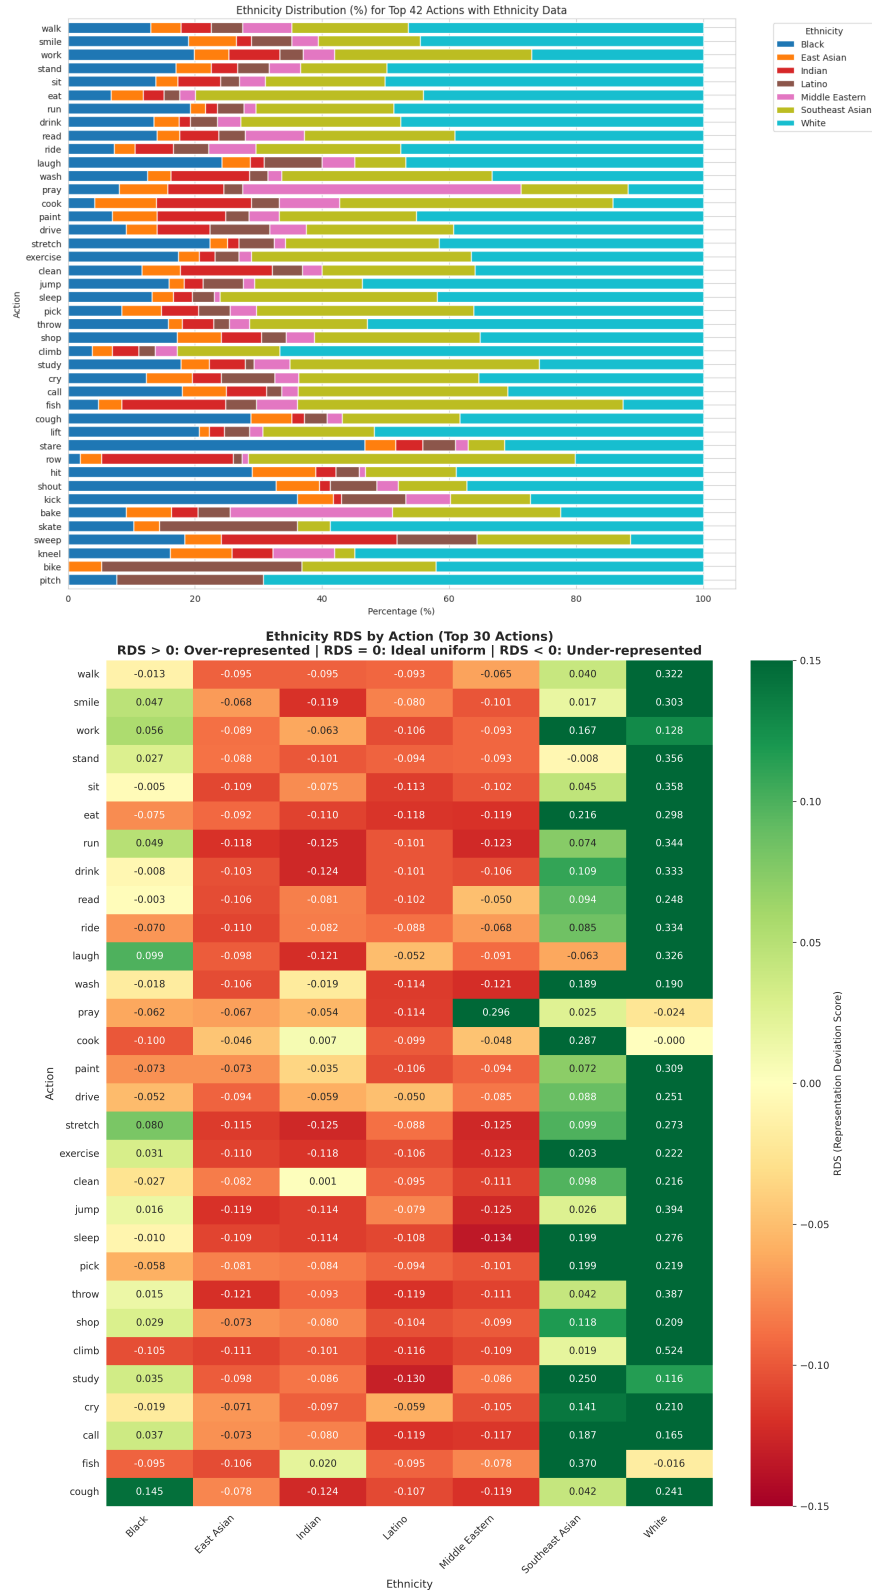 Ethnicity Distribution (%) for Top 42 Actions with Ethnicity Data
Action
walk
smile
work
stand
sit
eat
run
drink
read
ride
laugh
wash
pray
cook
paint
drive
stretch
exercise
clean
jump
sleep
pick
throw
shop
climb
study
cry
call
fish
cough
lift
stare
row
hit
shout
kick
bake
skate
sweep
kneel
bike
pitch
0 20 40 60 80 100
Percentage (%)
Ethnicity
Black
East Asian
Indian
Latino
Middle Eastern
Southeast Asian
White
Ethnicity RDS by Action (Top 30 Actions)
RDS > 0: Over-represented | RDS = 0: Ideal uniform | RDS < 0: Under-represented
Action
walk -0.013 -0.095 -0.095 -0.093 -0.065 0.040 0.322
smile 0.047 -0.068 -0.119 -0.080 -0.101 0.017 0.303
work 0.056 -0.089 -0.063 -0.106 -0.093 0.167 0.128
stand 0.027 -0.088 -0.101 -0.094 -0.093 -0.008 0.356
sit -0.005 -0.109 -0.075 -0.113 -0.102 0.045 0.358
eat -0.075 -0.092 -0.110 -0.118 -0.119 0.216 0.298
run 0.049 -0.118 -0.125 -0.101 -0.123 0.074 0.344
drink -0.008 -0.103 -0.124 -0.101 -0.106 0.109 0.333
read -0.003 -0.106 -0.081 -0.102 -0.050 0.094 0.248
ride -0.070 -0.110 -0.082 -0.088 -0.068 0.085 0.334
laugh 0.099 -0.098 -0.121 -0.052 -0.091 -0.063 0.326
wash -0.018 -0.106 -0.019 -0.114 -0.121 0.189 0.190
pray -0.062 -0.067 -0.054 -0.114 0.296 0.025 -0.024
cook -0.100 -0.046 0.007 -0.099 -0.048 0.287 -0.000
paint -0.073 -0.073 -0.035 -0.106 -0.094 0.072 0.309
drive -0.052 -0.094 -0.059 -0.050 -0.085 0.088 0.251
stretch 0.080 -0.115 -0.125 -0.088 -0.125 0.099 0.273
exercise 0.031 -0.110 -0.118 -0.106 -0.123 0.203 0.222
clean -0.027 -0.082 0.001 -0.095 -0.111 0.098 0.216
jump 0.016 -0.119 -0.114 -0.079 -0.125 0.026 0.394
sleep -0.010 -0.109 -0.114 -0.108 -0.134 0.199 0.276
pick -0.058 -0.081 -0.084 -0.094 -0.101 0.199 0.219
throw 0.015 -0.121 -0.093 -0.119 -0.111 0.042 0.387
shop 0.029 -0.073 -0.080 -0.104 -0.099 0.118 0.209
climb -0.105 -0.111 -0.101 -0.116 -0.109 0.019 0.524
study 0.035 -0.098 -0.086 -0.130 -0.086 0.250 0.116
cry -0.019 -0.071 -0.097 -0.059 -0.105 0.141 0.210
call 0.037 -0.073 -0.080 -0.119 -0.117 0.187 0.165
fish -0.095 -0.106 0.020 -0.095 -0.078 0.370 -0.016
cough 0.145 -0.078 -0.124 -0.107 -0.119 0.042 0.241
Black East Asian Indian Latino Middle Eastern Southeast Asian White
Ethnicity
0.15
0.10
0.05
0.00
−0.05
−0.10
−0.15
RDS (Representation Deviation Score)